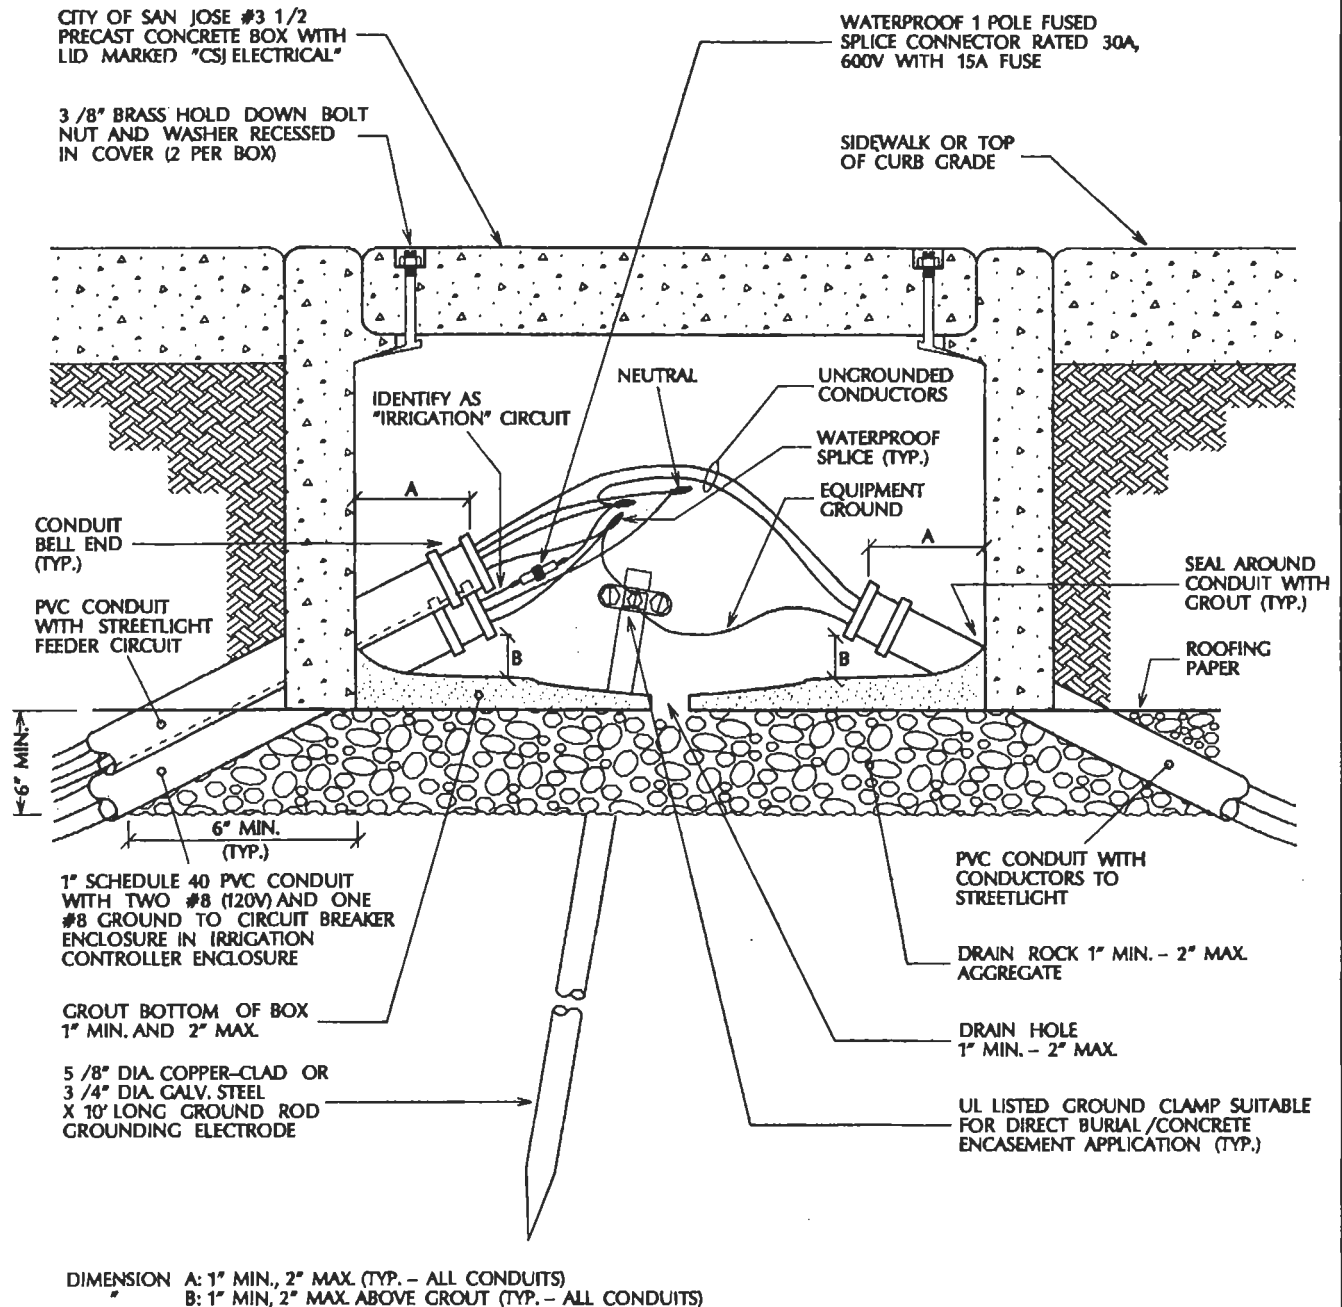 CITY OF SAN JOSE #3 1/2
PRECAST CONCRETE BOX WITH
LID MARKED "CSJ ELECTRICAL"
WATERPROOF 1 POLE FUSED
SPLICE CONNECTOR RATED 30A,
600V WITH 15A FUSE
3/8" BRASS HOLD DOWN BOLT
NUT AND WASHER RECESSED
IN COVER (2 PER BOX)
SIDEWALK OR TOP
OF CURB GRADE
NEUTRAL
UNGROUNDED
CONDUCTORS
IDENTIFY AS
"IRRIGATION" CIRCUIT
WATERPROOF
SPLICE (TYP.)
A
EQUIPMENT
GROUND
CONDUIT
BELL END
(TYP.)
A
SEAL AROUND
CONDUIT WITH
GROUT (TYP.)
PVC CONDUIT
WITH STREETLIGHT
FEEDER CIRCUIT
B
B
ROOFING
PAPER
6" MIN.
6" MIN.
(TYP.)
1" SCHEDULE 40 PVC CONDUIT
WITH TWO #8 (120V) AND ONE
#8 GROUND TO CIRCUIT BREAKER
ENCLOSURE IN IRRIGATION
CONTROLLER ENCLOSURE
PVC CONDUIT WITH
CONDUCTORS TO
STREETLIGHT
DRAIN ROCK 1" MIN. - 2" MAX.
AGGREGATE
GROUT BOTTOM OF BOX
1" MIN. AND 2" MAX.
DRAIN HOLE
1" MIN. - 2" MAX.
5/8" DIA. COPPER-CLAD OR
3/4" DIA. GALV. STEEL
X 10' LONG GROUND ROD
GROUNDING ELECTRODE
UL LISTED GROUND CLAMP SUITABLE
FOR DIRECT BURIAL/CONCRETE
ENCASEMENT APPLICATION (TYP.)
DIMENSION A: 1" MIN., 2" MAX. (TYP. - ALL CONDUITS)
" B: 1" MIN, 2" MAX. ABOVE GROUT (TYP. - ALL CONDUITS)